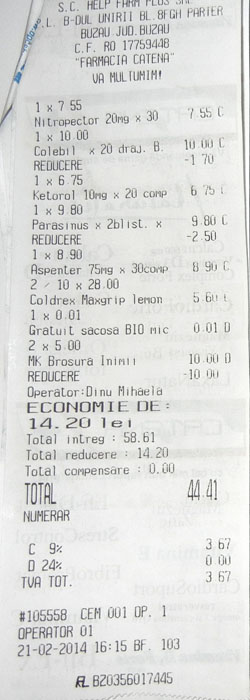 S.C. HELP FARM PLUS SRL
L. B-DUL UNIRII BL.8FGH PARTER
BUZAU JUD.BUZAU
C.F. RO 17759448
"FARMACIA CATENA"
VA MULTUMIM!
1 x 7.55
Nitropector 20mg x 30 7.55 C
1 x 10.00
Colebil x 20 draj. B. 10.00 C
REDUCERE -1.70
1 x 6.75
Ketorol 10mg x 20 comp 6.75 C
1 x 9.80
Parasinus x 2blist. x 9.80 C
REDUCERE -2.50
1 x 8.90
Aspenter 75mg x 30comp 8.90 C
2 / 10 x 28.00
Coldrex Maxgrip lemon 5.60 C
1 x 0.01
Gratuit sacosa BIO mic 0.01 D
2 x 5.00
MK Brosura Inimii 10.00 D
REDUCERE -10.00
Operator:Dinu Mihaela
ECONOMIE DE:
14.20 lei
Total intreg : 58.61
Total reducere : 14.20
Total compensare : 0.00
TOTAL 44.41
NUMERAR
C 9% 3.67
D 24% 0.00
TVA TOT. 3.67
#105558 CEM 001 OP. 1
OPERATOR 01
21-02-2014 16:15 BF. 103
BZ0356017445